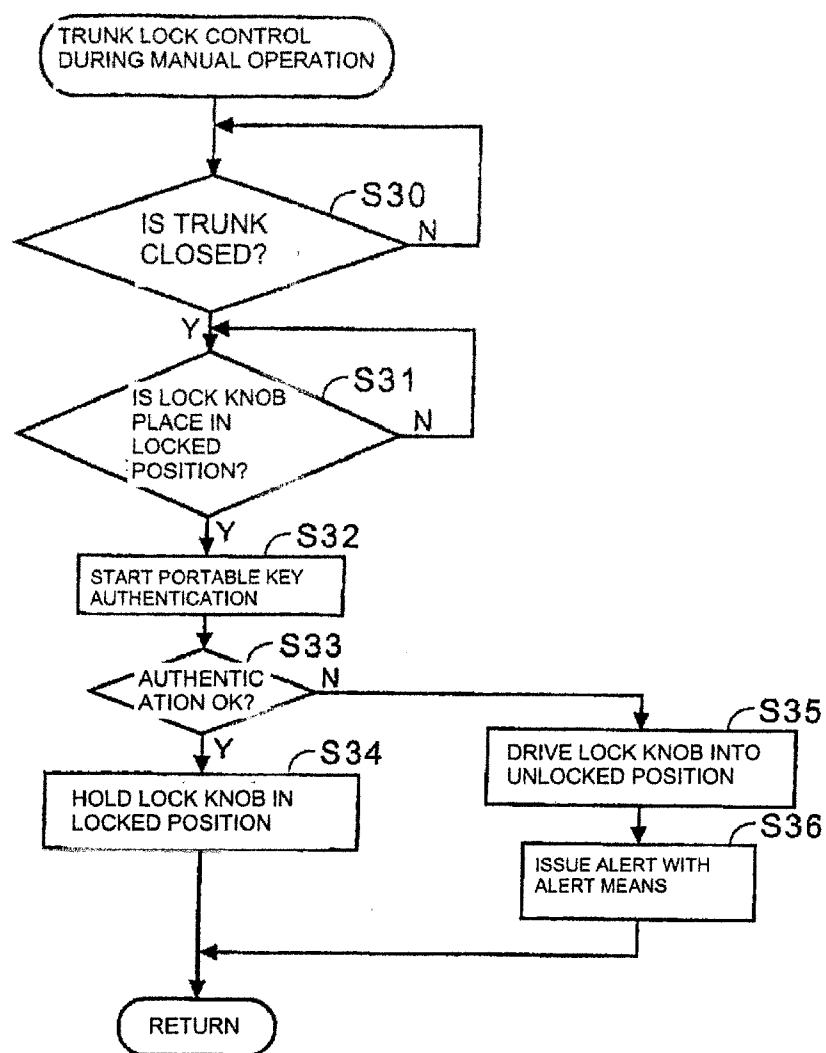 TRUNK LOCK CONTROL
DURING MANUAL OPERATION
S30
IS TRUNK
CLOSED?
N
Y
S31
IS LOCK KNOB
PLACE IN
LOCKED
POSITION?
N
Y
S32
START PORTABLE KEY
AUTHENTICATION
S33
AUTHENTIC
ATION OK?
N
Y
S34
HOLD LOCK KNOB IN
LOCKED POSITION
S35
DRIVE LOCK KNOB INTO
UNLOCKED POSITION
S36
ISSUE ALERT WITH
ALERT MEANS
RETURN